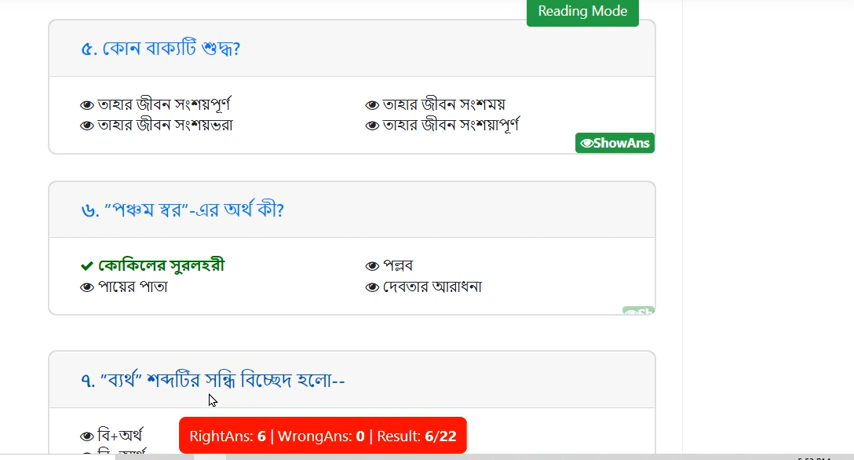 Reading Mode
৫. কোন বাক্যটি শুদ্ধ?
তাহার জীবন সংশয়পূর্ণ
তাহার জীবন সংশময়
তাহার জীবন সংশয়ভরা
তাহার জীবন সংশয়াপূর্ণ
ShowAns
৬. "পঞ্চম স্বর"-এর অর্থ কী?
কোকিলের সুরলহরী
পল্লব
পায়ের পাতা
দেবতার আরাধনা
৭. "ব্যর্থ" শব্দটির সন্ধি বিচ্ছেদ হলো--
বি+অর্থ
RightAns: 6 | WrongAns: 0 | Result: 6/22